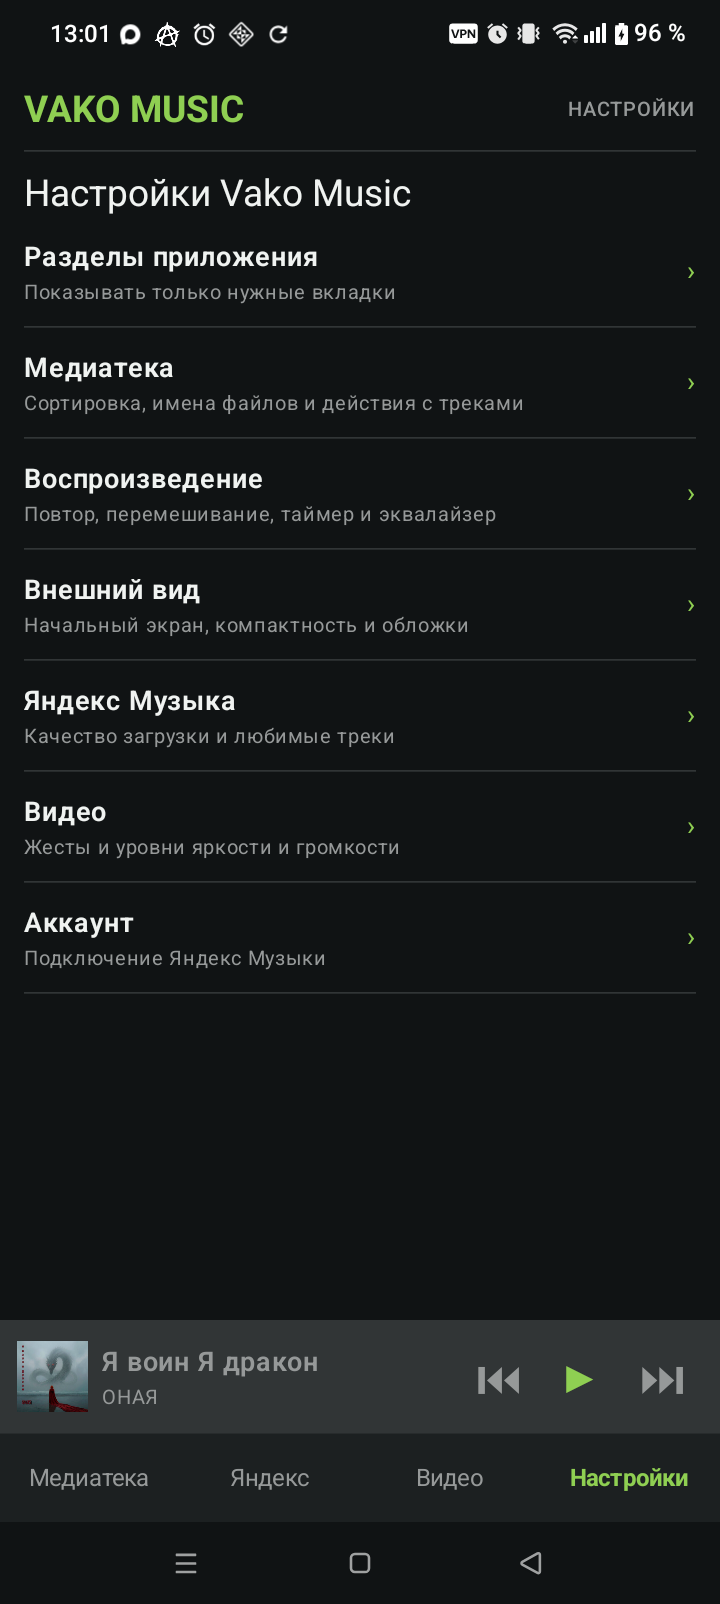 13:01
VPN
96 %
VAKO MUSIC
НАСТРОЙКИ
Настройки Vako Music
Разделы приложения
Показывать только нужные вкладки
›
Медиатека
Сортировка, имена файлов и действия с треками
›
Воспроизведение
Повтор, перемешивание, таймер и эквалайзер
›
Внешний вид
Начальный экран, компактность и обложки
›
Яндекс Музыка
Качество загрузки и любимые треки
›
Видео
Жесты и уровни яркости и громкости
›
Аккаунт
Подключение Яндекс Музыки
›
Я воин Я дракон
ОНАЯ
Медиатека
Яндекс
Видео
Настройки